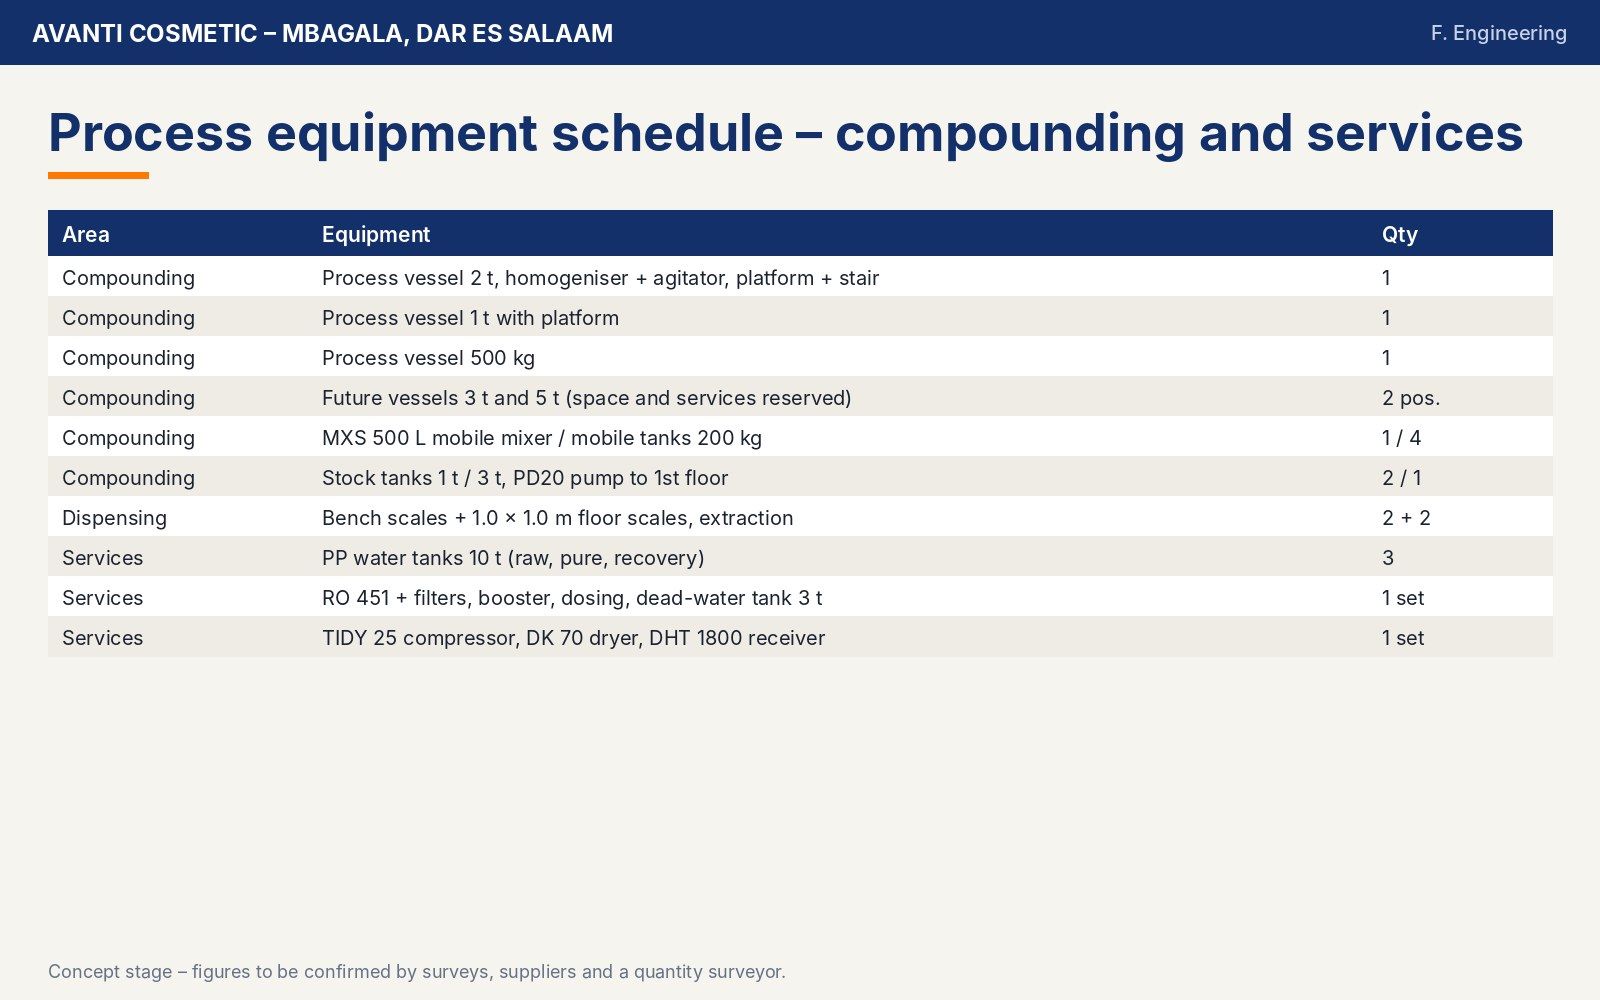 AVANTI COSMETIC – MBAGALA, DAR ES SALAAM
F. Engineering
Process equipment schedule – compounding and services
Area Equipment Qty
Compounding Process vessel 2 t, homogeniser + agitator, platform + stair 1
Compounding Process vessel 1 t with platform 1
Compounding Process vessel 500 kg 1
Compounding Future vessels 3 t and 5 t (space and services reserved) 2 pos.
Compounding MXS 500 L mobile mixer / mobile tanks 200 kg 1 / 4
Compounding Stock tanks 1 t / 3 t, PD20 pump to 1st floor 2 / 1
Dispensing Bench scales + 1.0 × 1.0 m floor scales, extraction 2 + 2
Services PP water tanks 10 t (raw, pure, recovery) 3
Services RO 451 + filters, booster, dosing, dead-water tank 3 t 1 set
Services TIDY 25 compressor, DK 70 dryer, DHT 1800 receiver 1 set
Concept stage – figures to be confirmed by surveys, suppliers and a quantity surveyor.